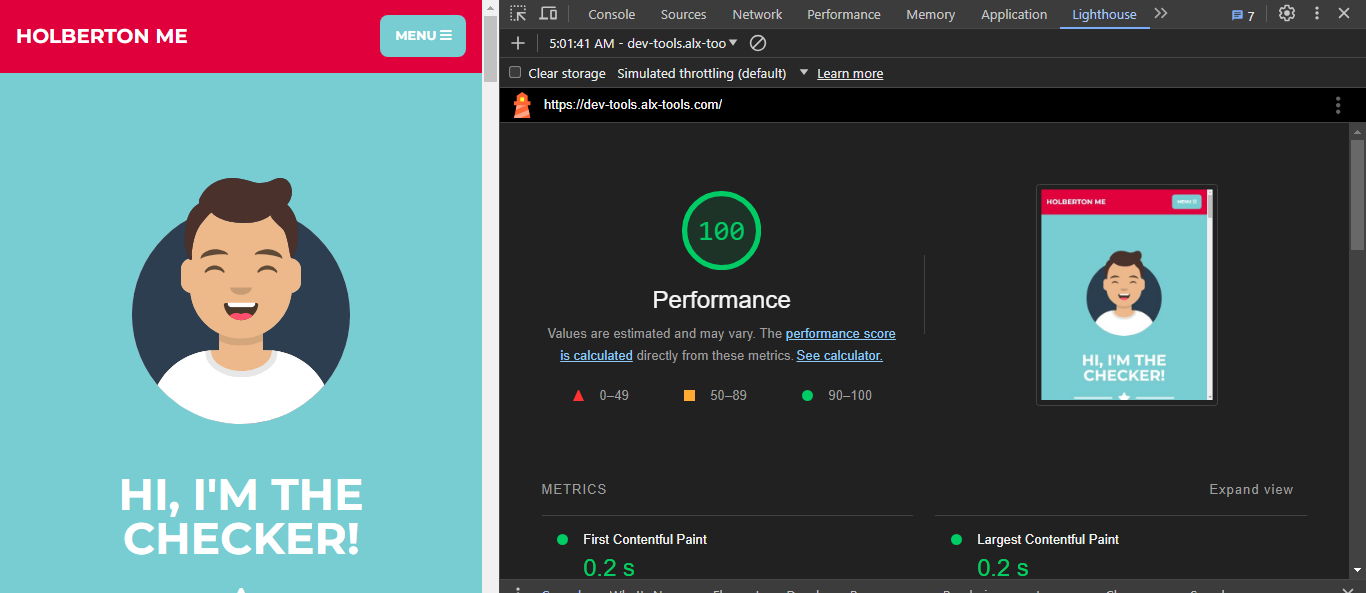 HOLBERTON ME
MENU
HI, I'M THE
CHECKER!
Console Sources Network Performance Memory Application Lighthouse 7
5:01:41 AM - dev-tools.alx-too
Clear storage Simulated throttling (default) Learn more
https://dev-tools.alx-tools.com/
100
Performance
Values are estimated and may vary. The performance score
is calculated directly from these metrics. See calculator.
0–49 50–89 90–100
HOLBERTON ME
MENU
HI, I'M THE
CHECKER!
METRICS Expand view
First Contentful Paint
0.2 s
Largest Contentful Paint
0.2 s